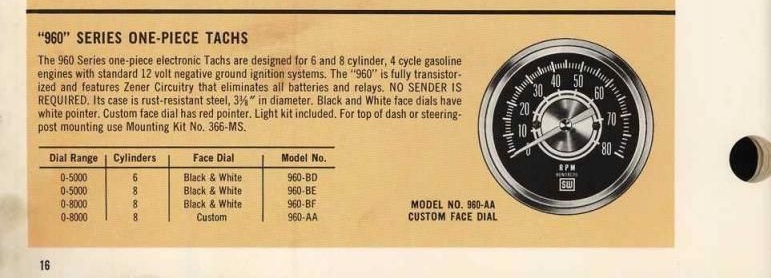 "960" SERIES ONE-PIECE TACHS
The 960 Series one-piece electronic Tachs are designed for 6 and 8 cylinder, 4 cycle gasoline
engines with standard 12 volt negative ground ignition systems. The "960" is fully transistor-
ized and features Zener Circuitry that eliminates all batteries and relays. NO SENDER IS
REQUIRED. Its case is rust-resistant steel, 3⅜" in diameter. Black and White face dials have
white pointer. Custom face dial has red pointer. Light kit included. For top of dash or steering-
post mounting use Mounting Kit No. 366-MS.
Dial Range Cylinders Face Dial Model No.
0-5000 6 Black & White 960-BD
0-5000 8 Black & White 960-BE
0-8000 8 Black & White 960-BF
0-8000 8 Custom 960-AA
10 20 30 40 50 60 70 80
RPM
HUNDREDS
SW
MODEL NO. 960-AA
CUSTOM FACE DIAL
16